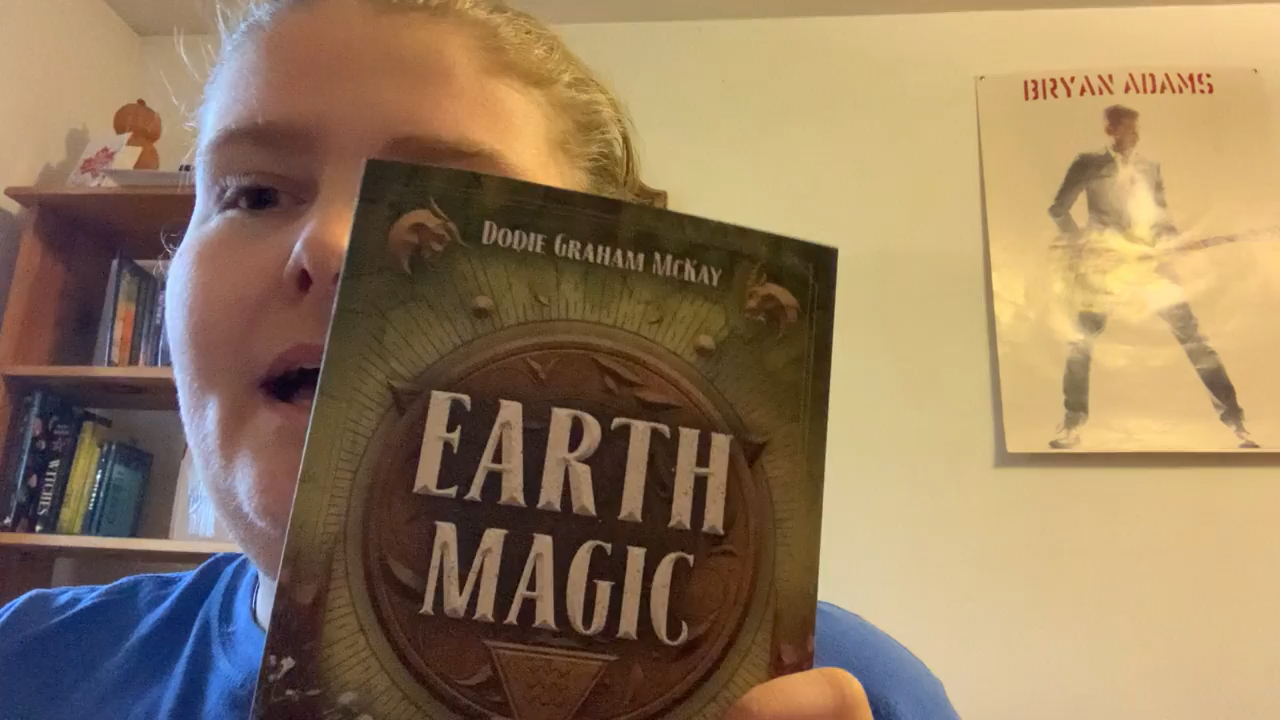 BRYAN ADAMS
DODIE GRAHAM MCKAY
EARTH
MAGIC
WITCHES